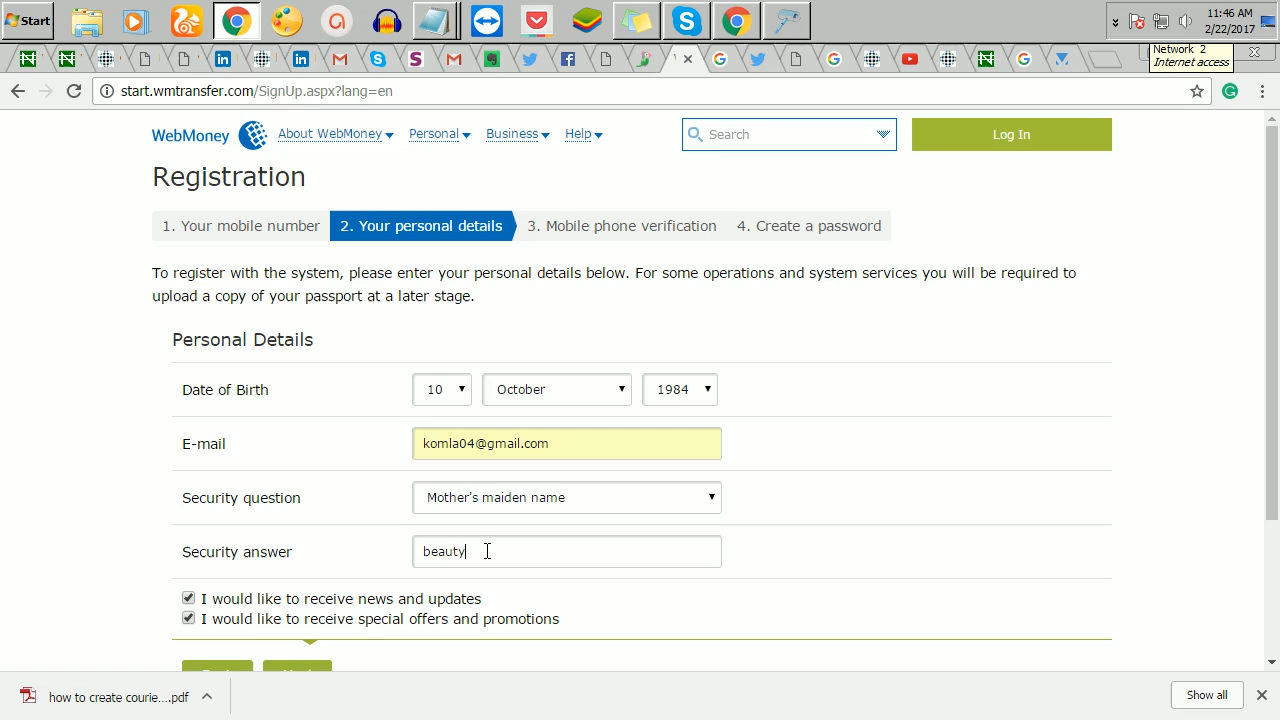 Start
11:46 AM
2/22/2017
Network 2
Internet access
start.wmtransfer.com/SignUp.aspx?lang=en
WebMoney
About WebMoney
Personal
Business
Help
Search
Log In
Registration
1. Your mobile number
2. Your personal details
3. Mobile phone verification
4. Create a password
To register with the system, please enter your personal details below. For some operations and system services you will be required to
upload a copy of your passport at a later stage.
Personal Details
Date of Birth
10
October
1984
E-mail
komla04@gmail.com
Security question
Mother's maiden name
Security answer
beauty
I would like to receive news and updates
I would like to receive special offers and promotions
how to create courie....pdf
Show all